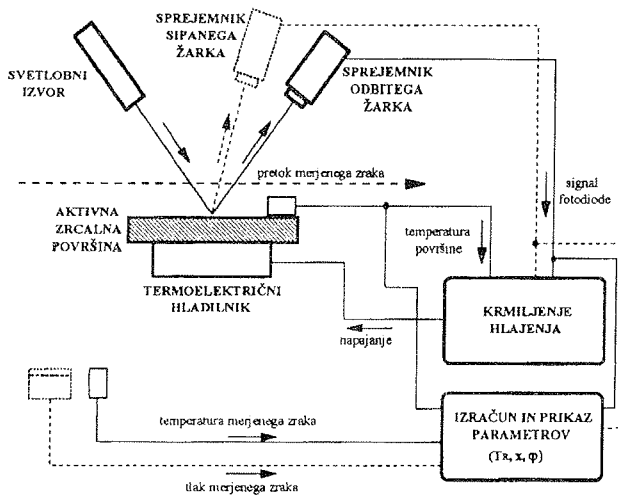 SPREJEMNIK
SIPANEGA
ŽARKA
SVETLOBNI
IZVOR
SPREJEMNIK
ODBITEGA
ŽARKA
pretok merjenega zraka
signal
fotodiode
AKTIVNA
ZRCALNA
POVRŠINA
temperatura
površine
TERMOELEKTRIČNI
HLADILNIK
KRMILJENJE
HLAJENJA
napajanje
temperatura merjenega zraka
IZRAČUN IN PRIKAZ
PARAMETROV
(TR, x, φ)
tlak merjenega zraka